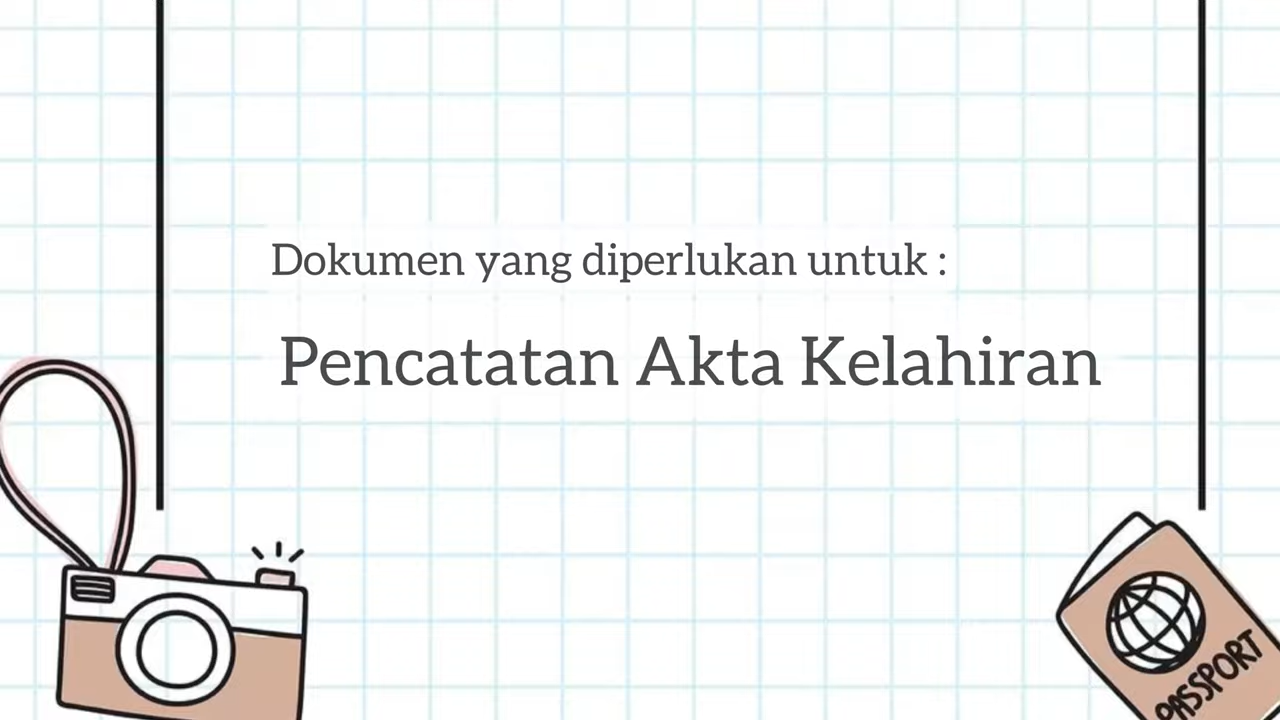 Dokumen yang diperlukan untuk :
Pencatatan Akta Kelahiran
PASSPORT